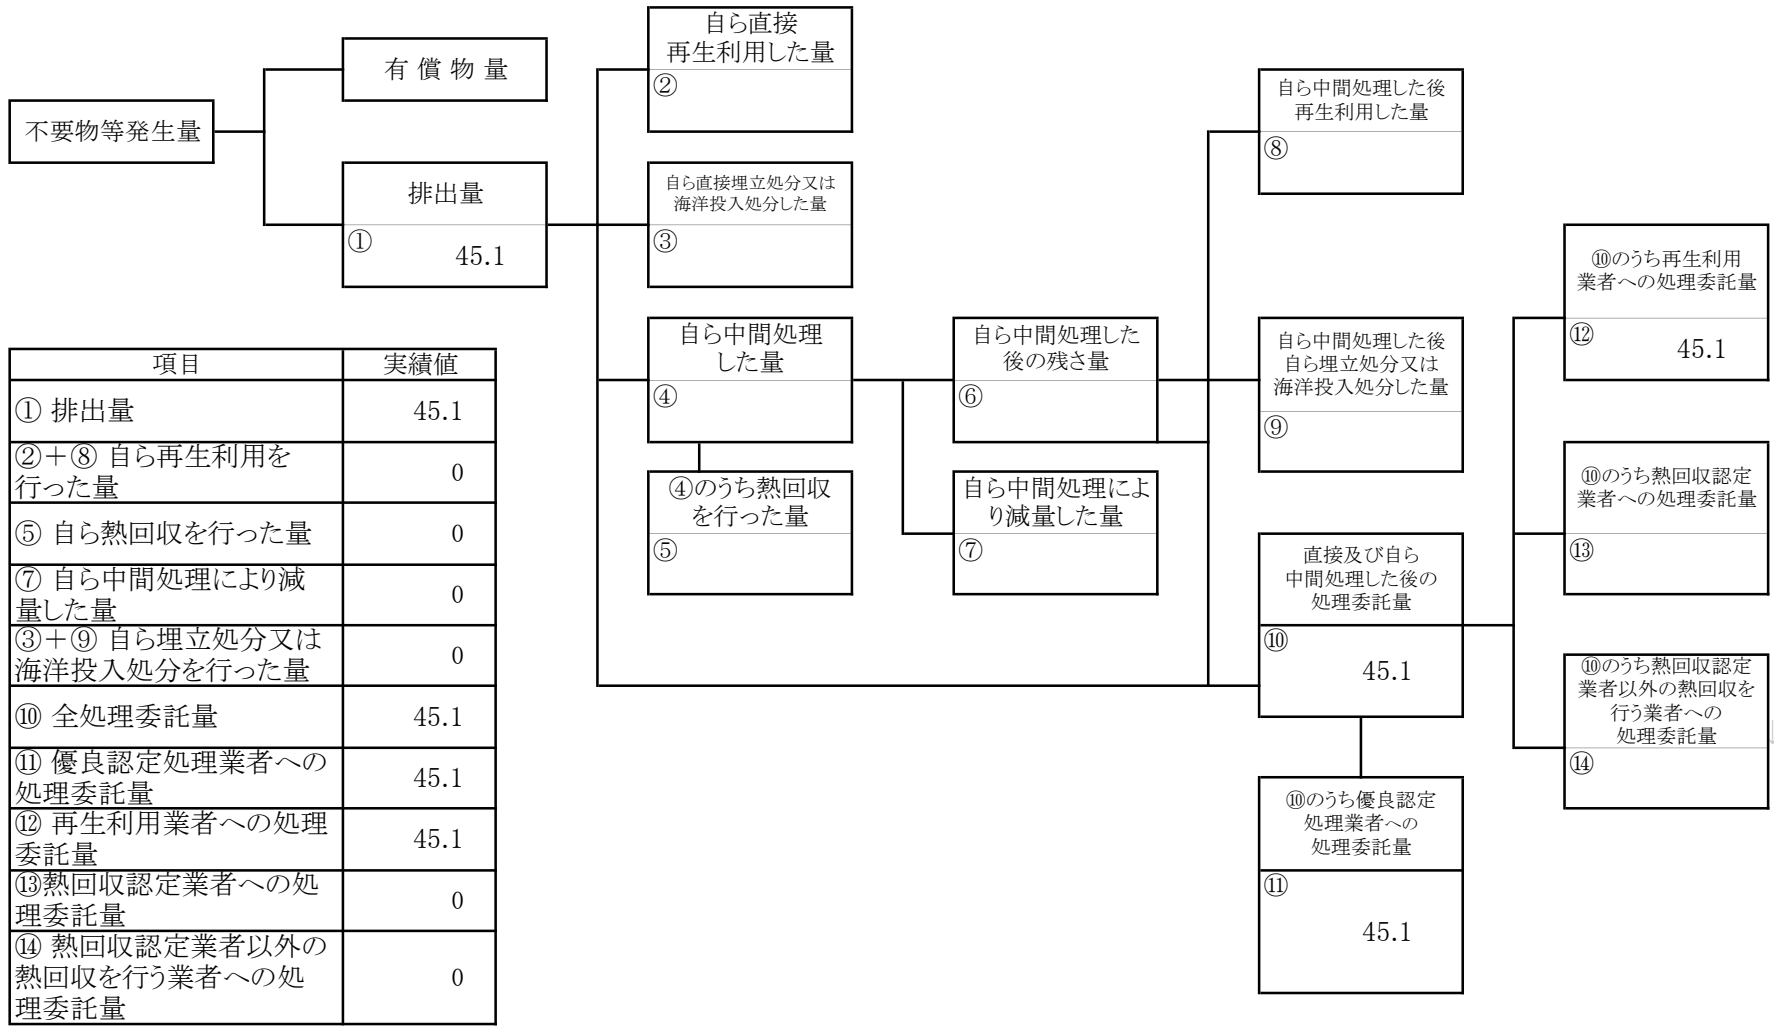 自ら直接
再生利用した量
②
有 償 物 量
不要物等発生量
排出量
①
45.1
自ら直接埋立処分又は
海洋投入処分した量
③
自ら中間処理した後
再生利用した量
⑧
⑩のうち再生利用
業者への処理委託量
⑫
45.1
自ら中間処理
した量
④
自ら中間処理した
後の残さ量
⑥
自ら中間処理した後
自ら埋立処分又は
海洋投入処分した量
⑨
④のうち熱回収
を行った量
⑤
自ら中間処理によ
り減量した量
⑦
⑩のうち熱回収認定
業者への処理委託量
⑬
直接及び自ら
中間処理した後の
処理委託量
⑩
45.1
⑩のうち熱回収認定
業者以外の熱回収を
行う業者への
処理委託量
⑭
⑩のうち優良認定
処理業者への
処理委託量
⑪
45.1
項目 実績値
① 排出量 45.1
②＋⑧ 自ら再生利用を
行った量 0
⑤ 自ら熱回収を行った量 0
⑦ 自ら中間処理により減
量した量 0
③＋⑨ 自ら埋立処分又は
海洋投入処分を行った量 0
⑩ 全処理委託量 45.1
⑪ 優良認定処理業者への
処理委託量 45.1
⑫ 再生利用業者への処理
委託量 45.1
⑬熱回収認定業者への処
理委託量 0
⑭ 熱回収認定業者以外の
熱回収を行う業者への処
理委託量 0